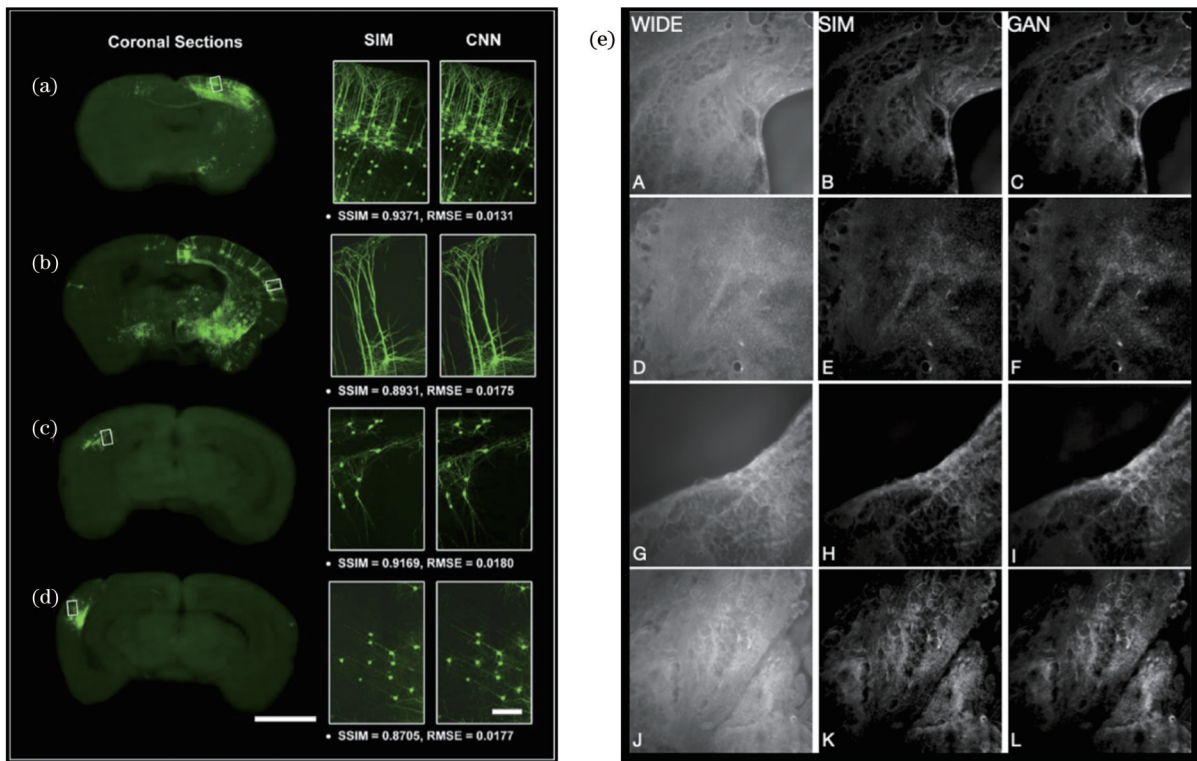 Coronal Sections SIM CNN
(a)
• SSIM = 0.9371, RMSE = 0.0131
(b)
• SSIM = 0.8931, RMSE = 0.0175
(c)
• SSIM = 0.9169, RMSE = 0.0180
(d)
• SSIM = 0.8705, RMSE = 0.0177
(e)
WIDE SIM GAN
A B C
D E F
G H I
J K L